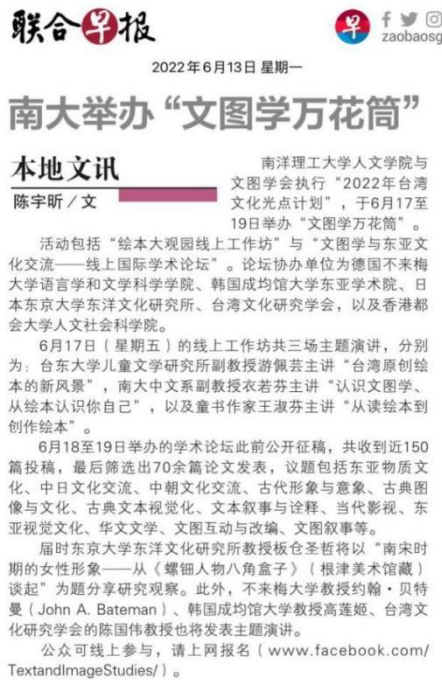 联合早报
zaobaosg
2022年6月13日 星期一
南大举办“文图学万花筒”
本地文讯
陈宇昕／文
南洋理工大学人文学院与
文图学会执行“2022年台湾
文化光点计划”，于6月17至
19日举办“文图学万花筒”。
活动包括“绘本大观园线上工作坊”与“文图学与东亚文
化交流——线上国际学术论坛”。论坛协办单位为德国不来梅
大学语言学和文学科学学院、韩国成均馆大学东亚学术院、日
本东京大学东洋文化研究所、台湾文化研究学会，以及香港都
会大学人文社会科学院。
6月17日（星期五）的线上工作坊共三场主题演讲，分别
为：台东大学儿童文学研究所副教授游佩芸主讲“台湾原创绘
本的新风景”，南大中文系副教授衣若芬主讲“认识文图学、
从绘本认识你自己”，以及童书作家王淑芬主讲“从读绘本到
创作绘本”。
6月18至19日举办的学术论坛此前公开征稿，共收到近150
篇投稿，最后筛选出70余篇论文发表，议题包括东亚物质文
化、中日文化交流、中朝文化交流、古代形象与意象、古典图
像与文化、古典文本视觉化、文本叙事与诠释、当代影视、东
亚视觉文化、华文文学、文图互动与改编、文图叙事等。
届时东京大学东洋文化研究所教授板仓圣哲将以“南宋时
期的女性形象——从《螺钿人物八角盒子》（根津美术馆藏）
谈起”为题分享研究观察。此外，不来梅大学教授约翰·贝特
曼（John A. Bateman）、韩国成均馆大学教授高莲姬、台湾文
化研究学会的陈国伟教授也将发表主题演讲。
公众可线上参与，请上网报名（www.facebook.com/
TextandImageStudies/）。